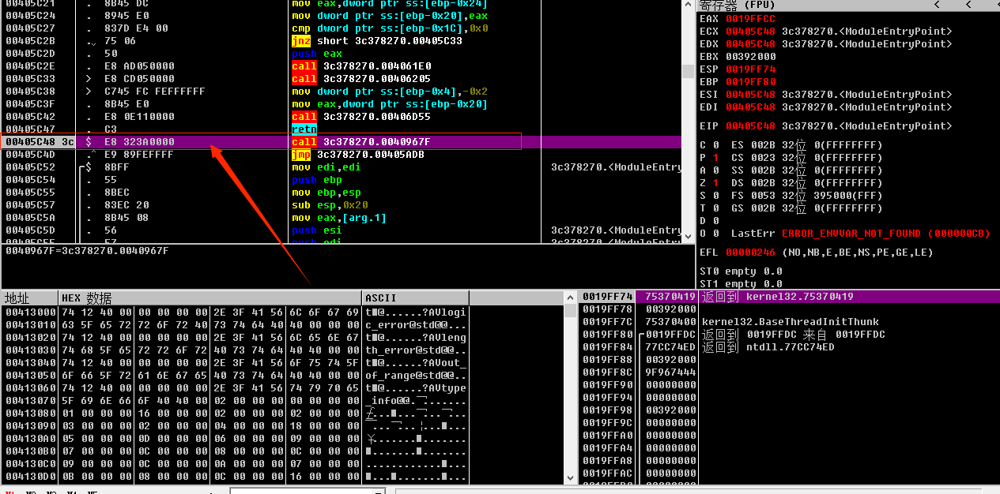 00405C21 . 8B45 DC mov eax,dword ptr ss:[ebp-0x24]
00405C24 . 8945 E0 mov dword ptr ss:[ebp-0x20],eax
00405C27 . 837D E4 00 cmp dword ptr ss:[ebp-0x1C],0x0
00405C2B .⌄ 75 06 jnz short 3c378270.00405C33
00405C2D . 50 push eax
00405C2E . E8 AD050000 call 3c378270.004061E0
00405C33 > E8 CD050000 call 3c378270.00406205
00405C38 > C745 FC FEFFFFFF mov dword ptr ss:[ebp-0x4],-0x2
00405C3F . 8B45 E0 mov eax,dword ptr ss:[ebp-0x20]
00405C42 . E8 0E110000 call 3c378270.00406D55
00405C47 . C3 retn
00405C48 3c $ E8 323A0000 call 3c378270.0040967F
00405C4D .^ E9 89FEFFFF jmp 3c378270.00405ADB
00405C52 $ 8BFF mov edi,edi 3c378270.<ModuleEntry
00405C54 . 55 push ebp
00405C55 . 8BEC mov ebp,esp
00405C57 . 83EC 20 sub esp,0x20
00405C5A . 8B45 08 mov eax,[arg.1]
00405C5D . 56 push esi 3c378270.<ModuleEntry
00405C5E . 57 push edi 3c378270.<ModuleEntry
0040967F=3c378270.0040967F
寄存器 (FPU) < < <
EAX 0019FFCC
ECX 00405C48 3c378270.<ModuleEntryPoint>
EDX 00405C48 3c378270.<ModuleEntryPoint>
EBX 00392000
ESP 0019FF74
EBP 0019FF80
ESI 00405C48 3c378270.<ModuleEntryPoint>
EDI 00405C48 3c378270.<ModuleEntryPoint>
EIP 00405C48 3c378270.<ModuleEntryPoint>
C 0 ES 002B 32位 0(FFFFFFFF)
P 1 CS 0023 32位 0(FFFFFFFF)
A 0 SS 002B 32位 0(FFFFFFFF)
Z 1 DS 002B 32位 0(FFFFFFFF)
S 0 FS 0053 32位 395000(FFF)
T 0 GS 002B 32位 0(FFFFFFFF)
D 0
O 0 LastErr ERROR_ENVVAR_NOT_FOUND (000000CB)
EFL 00000246 (NO,NB,E,BE,NS,PE,GE,LE)
ST0 empty 0.0
ST1 empty 0.0
地址 HEX 数据 ASCII
00413000 74 12 40 00 00 00 00 00 2E 3F 41 56 6C 6F 67 69 t@......?AVlogi
00413010 63 5F 65 72 72 6F 72 40 73 74 64 40 40 00 00 00 c_error@std@@...
00413020 74 12 40 00 00 00 00 00 2E 3F 41 56 6C 65 6E 67 t@......?AVleng
00413030 74 68 5F 65 72 72 6F 72 40 73 74 64 40 40 00 00 th_error@std@@..
00413040 74 12 40 00 00 00 00 00 2E 3F 41 56 6F 75 74 5F t@......?AVout_
00413050 6F 66 5F 72 61 6E 67 65 40 73 74 64 40 40 00 00 of_range@std@@..
00413060 74 12 40 00 00 00 00 00 2E 3F 41 56 74 79 70 65 t@......?AVtype
00413070 5F 69 6E 66 6F 40 40 00 02 00 00 00 00 00 00 00 _info@@.
00413080 01 00 00 00 16 00 00 00 02 00 00 00 02 00 00 00
00413090 03 00 00 00 02 00 00 00 04 00 00 00 18 00 00 00
004130A0 05 00 00 00 0D 00 00 00 06 00 00 00 09 00 00 00
004130B0 07 00 00 00 0C 00 00 00 08 00 00 00 0C 00 00 00
004130C0 09 00 00 00 0C 00 00 00 0A 00 00 00 07 00 00 00
004130D0 0B 00 00 00 08 00 00 00 0C 00 00 00 16 00 00 00
0019FF74 75370419 返回到 kernel32.75370419
0019FF78 00392000
0019FF7C 75370400 kernel32.BaseThreadInitThunk
0019FF80 0019FFDC 返回到 0019FFDC 来自 0019FFDC
0019FF84 77CC74ED 返回到 ntdll.77CC74ED
0019FF88 00392000
0019FF8C 9F967444
0019FF90 00000000
0019FF94 00000000
0019FF98 00392000
0019FF9C 00000000
0019FFA0 00000000
0019FFA4 00000000
0019FFA8 00000000
0019FFAC 00000000